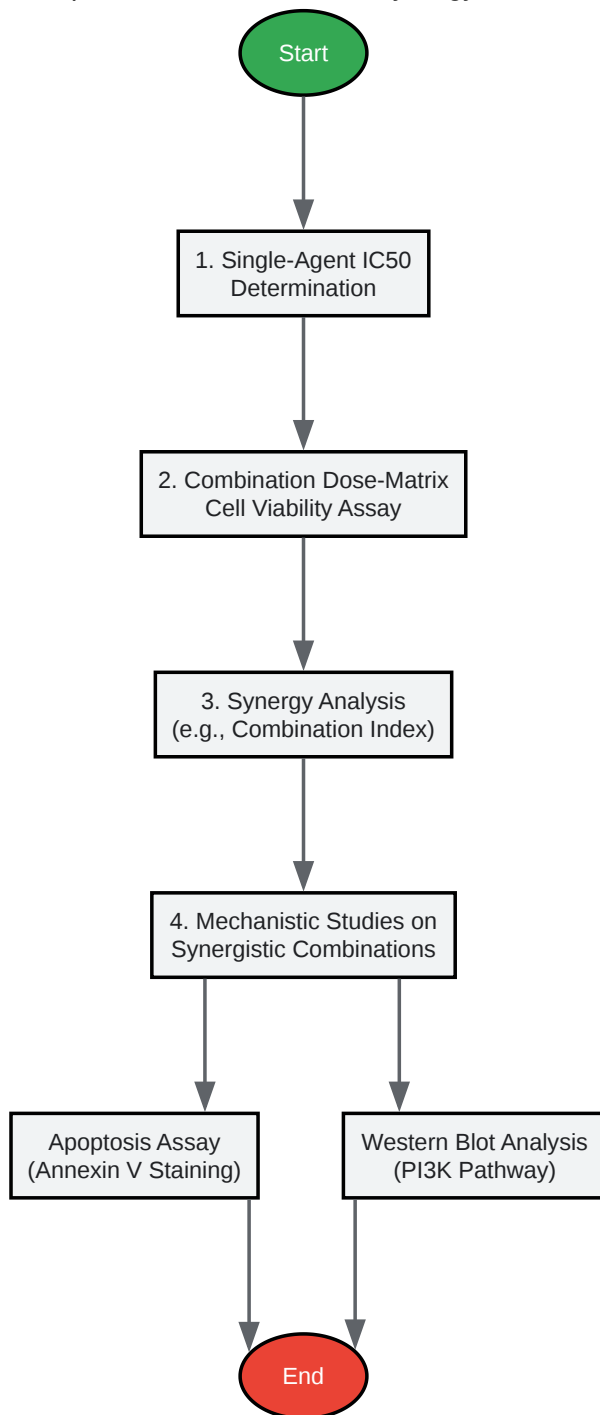 Start
1. Single-Agent IC50
Determination
2. Combination Dose-Matrix
Cell Viability Assay
3. Synergy Analysis
(e.g., Combination Index)
4. Mechanistic Studies on
Synergistic Combinations
Apoptosis Assay
(Annexin V Staining)
Western Blot Analysis
(PI3K Pathway)
End